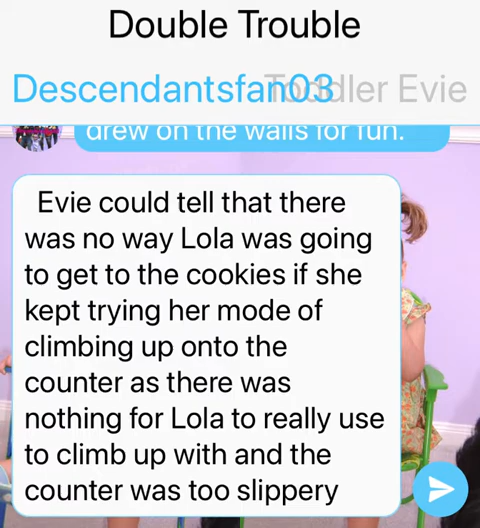 Double Trouble
Descendantsfan03 Toddler Evie
drew on the walls for fun.
Evie could tell that there
was no way Lola was going
to get to the cookies if she
kept trying her mode of
climbing up onto the
counter as there was
nothing for Lola to really use
to climb up with and the
counter was too slippery